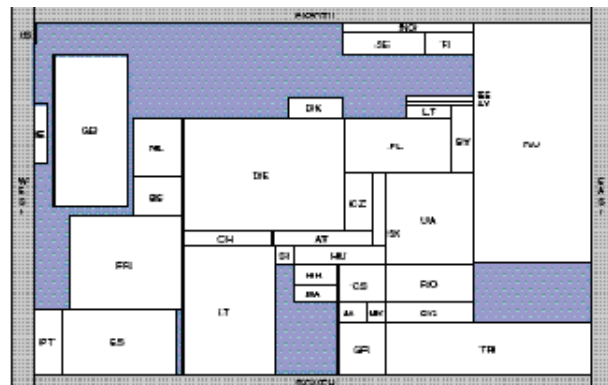 NORTH
IS
NO
SE
FI
EE
LV
LT
DK
GB
IE
NL
DE
PL
BY
RU
WEST
EAST
BE
CZ
UA
SK
CH
AT
FR
SI
HU
HR
BA
CS
RO
IT
AL
MK
BG
PT
ES
GR
TR
SOUTH